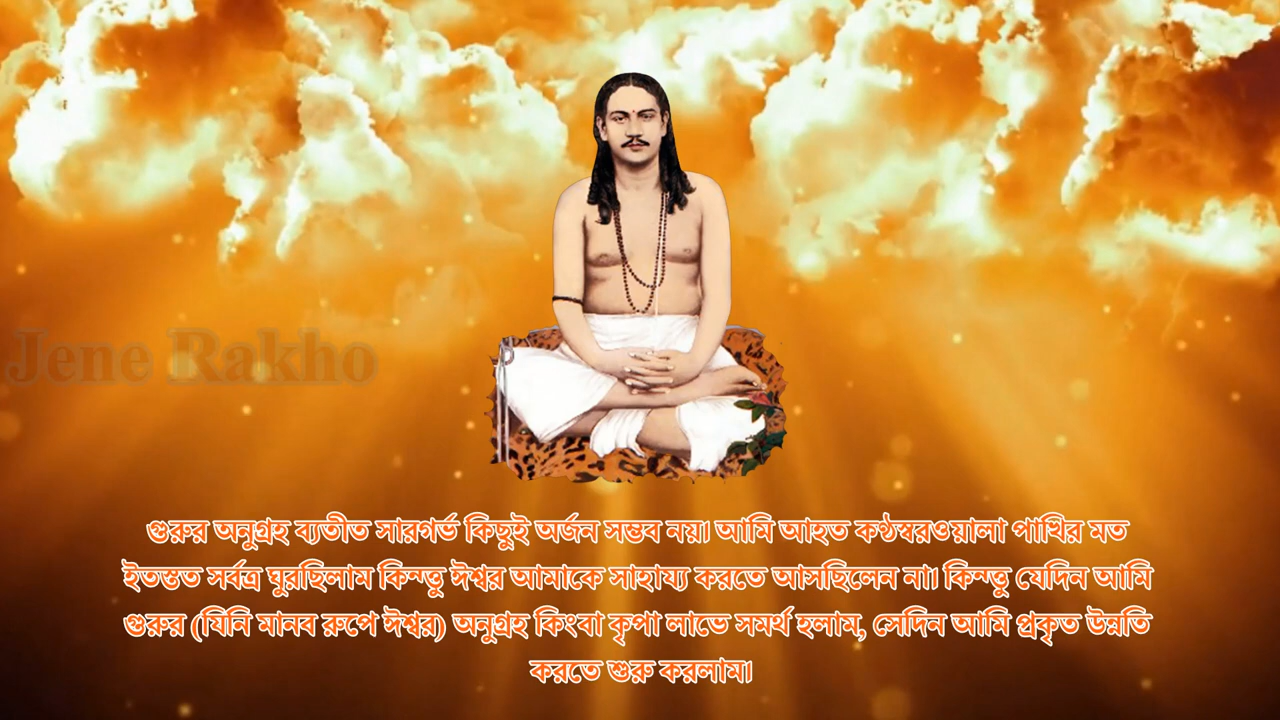 Jene Rakho
গুরুর অনুগ্রহ ব্যতীত সারগর্ভ কিছুই অর্জন সম্ভব নয়। আমি আহত কণ্ঠস্বরওয়ালা পাখির মত
ইতস্তত সর্বত্র ঘুরছিলাম কিন্তু ঈশ্বর আমাকে সাহায্য করতে আসছিলেন না। কিন্তু যেদিন আমি
গুরুর (যিনি মানব রুপে ঈশ্বর) অনুগ্রহ কিংবা কৃপা লাভে সমর্থ হলাম, সেদিন আমি প্রকৃত উন্নতি
করতে শুরু করলাম।